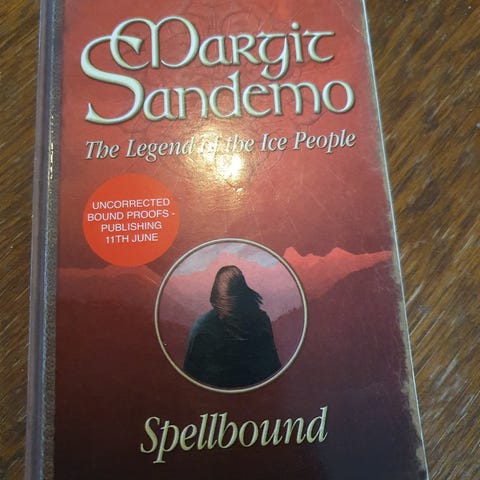 Margit
Sandemo
The Legend of the Ice People
UNCORRECTED
BOUND PROOFS -
PUBLISHING
11TH JUNE
Spellbound